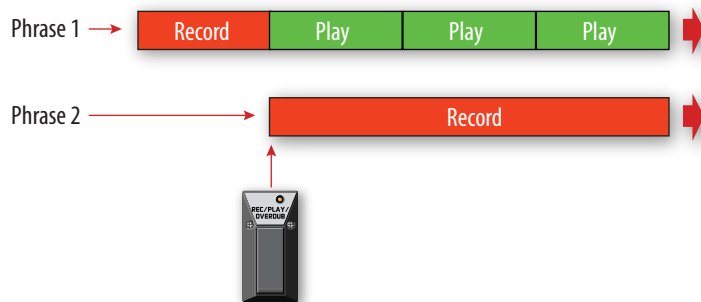 Phrase 1 Record Play Play Play
Phrase 2 Record
REC/PLAY/
OVERDUB